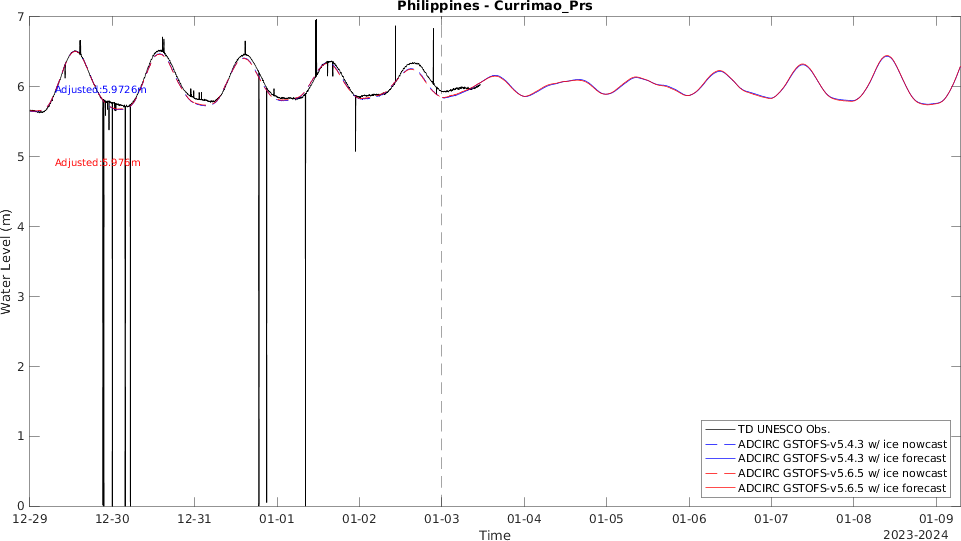 Philippines - Currimao_Prs
7
6
5
4
3
2
1
0
Water Level (m)
Adjusted:5.9726m
Adjusted:5.975m
TD UNESCO Obs.
ADCIRC GSTOFS-v5.4.3 w/ ice nowcast
ADCIRC GSTOFS-v5.4.3 w/ ice forecast
ADCIRC GSTOFS-v5.6.5 w/ ice nowcast
ADCIRC GSTOFS-v5.6.5 w/ ice forecast
12-29 12-30 12-31 01-01 01-02 01-03 01-04 01-05 01-06 01-07 01-08 01-09
Time
2023-2024